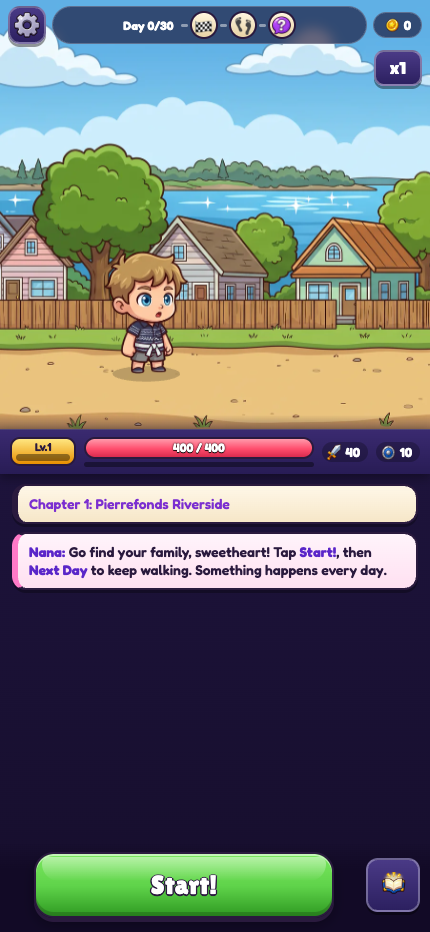 Day 0/30
0
x1
Lv.1
400 / 400
40
10
Chapter 1: Pierrefonds Riverside
Nana: Go find your family, sweetheart! Tap Start!, then
Next Day to keep walking. Something happens every day.
Start!